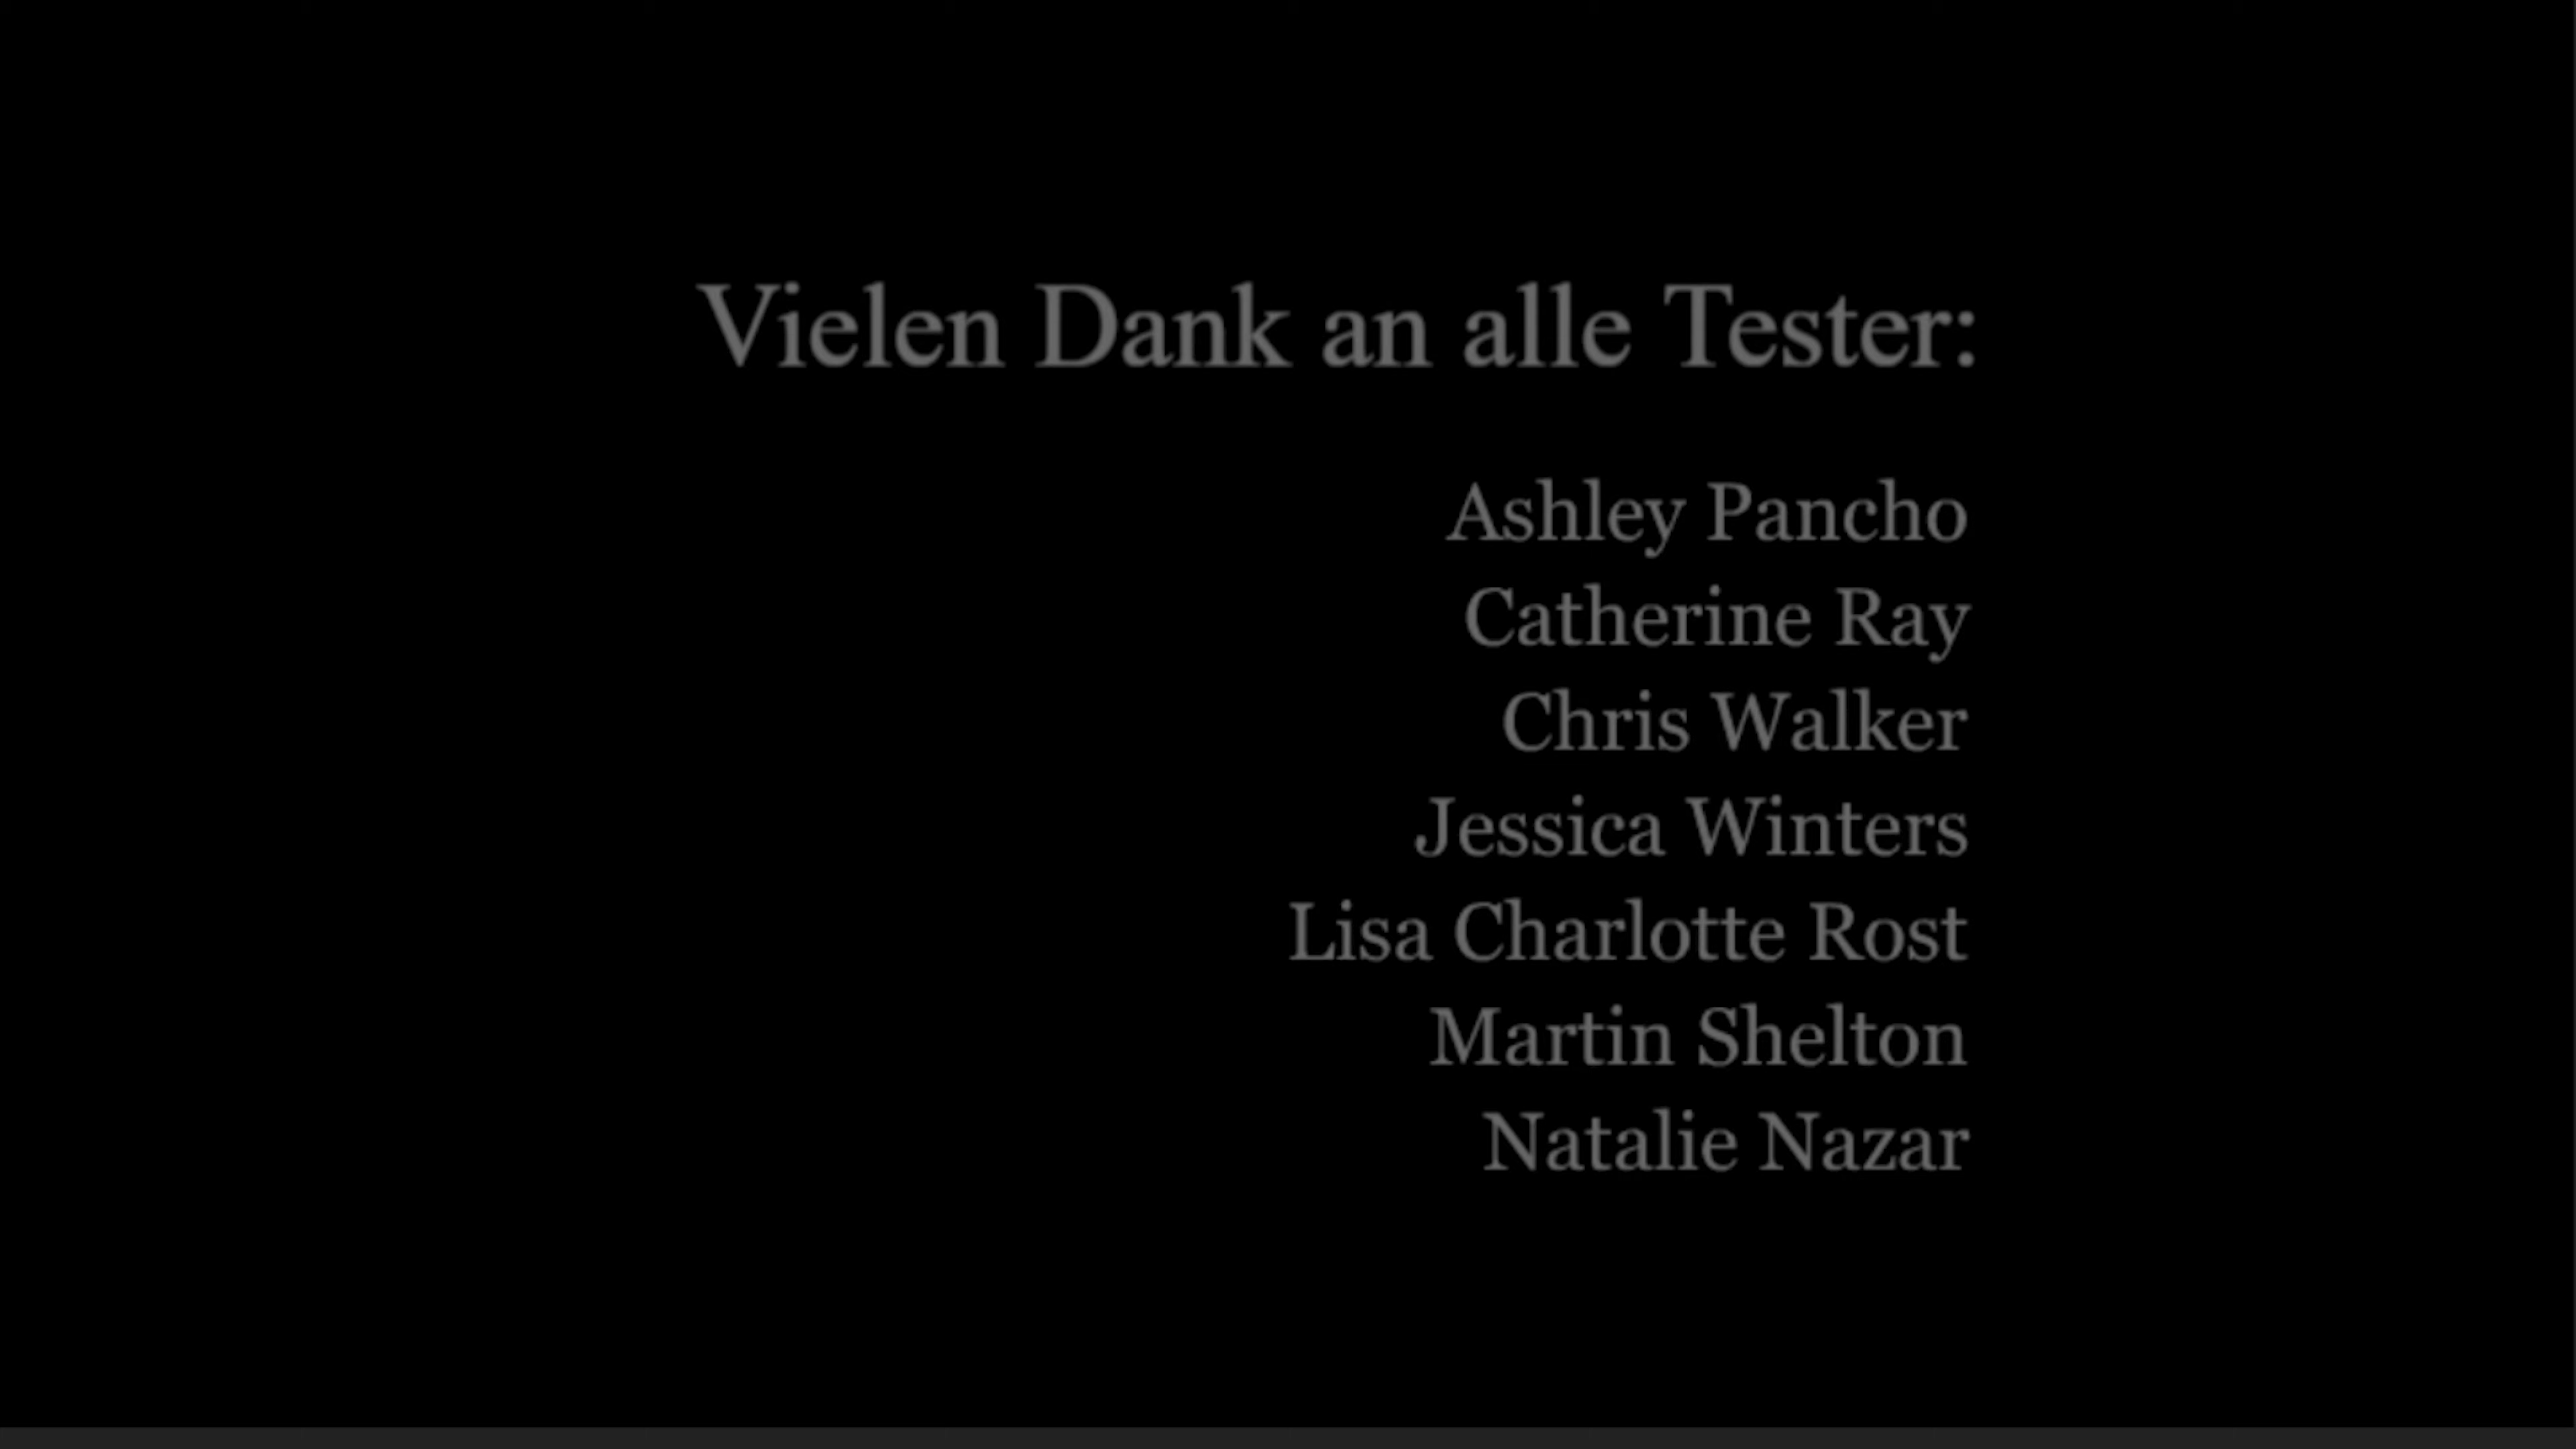 Vielen Dank an alle Tester:
Ashley Pancho
Catherine Ray
Chris Walker
Jessica Winters
Lisa Charlotte Rost
Martin Shelton
Natalie Nazar